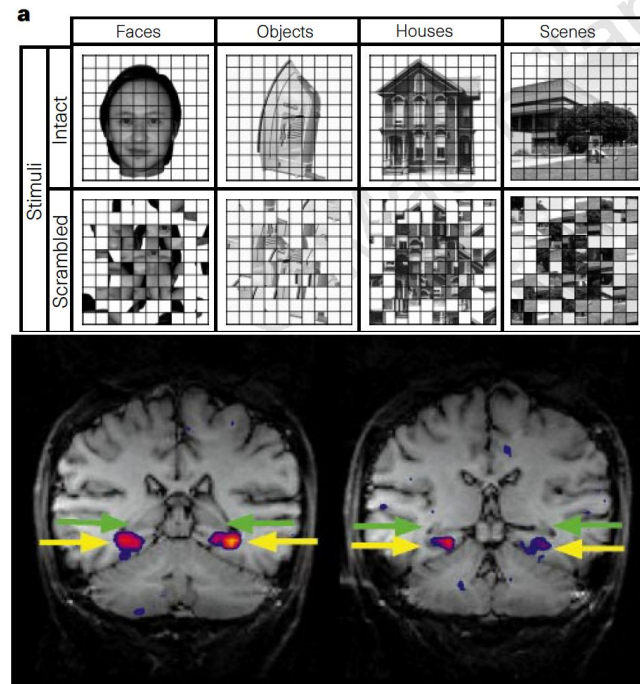 a
Faces Objects Houses Scenes
Stimuli
Intact
Scrambled